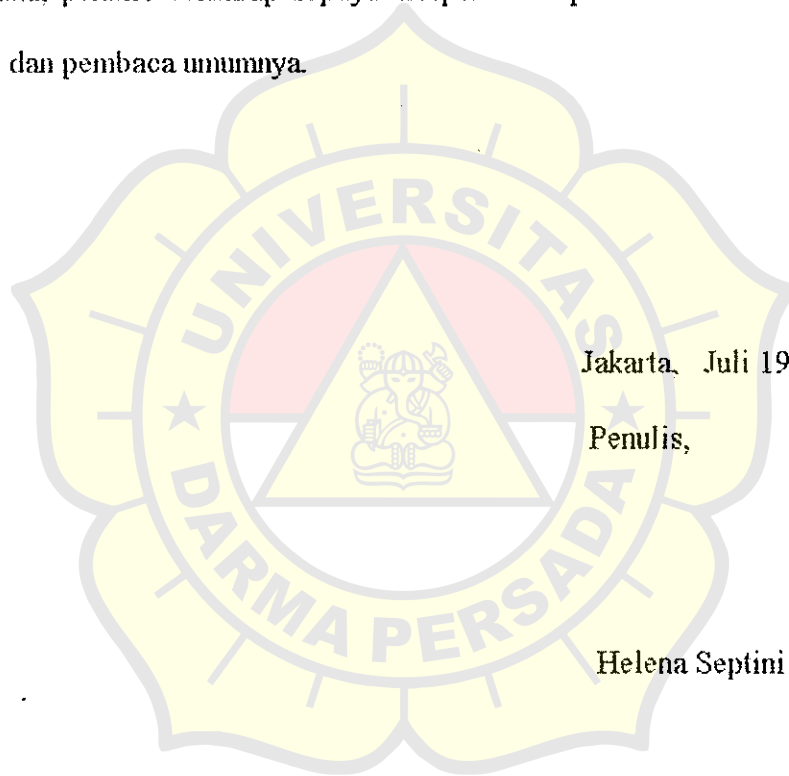 dan pembaca umumnya.
UNIVERSITAS
Jakarta, Juli 19
Penulis,
DARMA PERSADA
Helena Septini